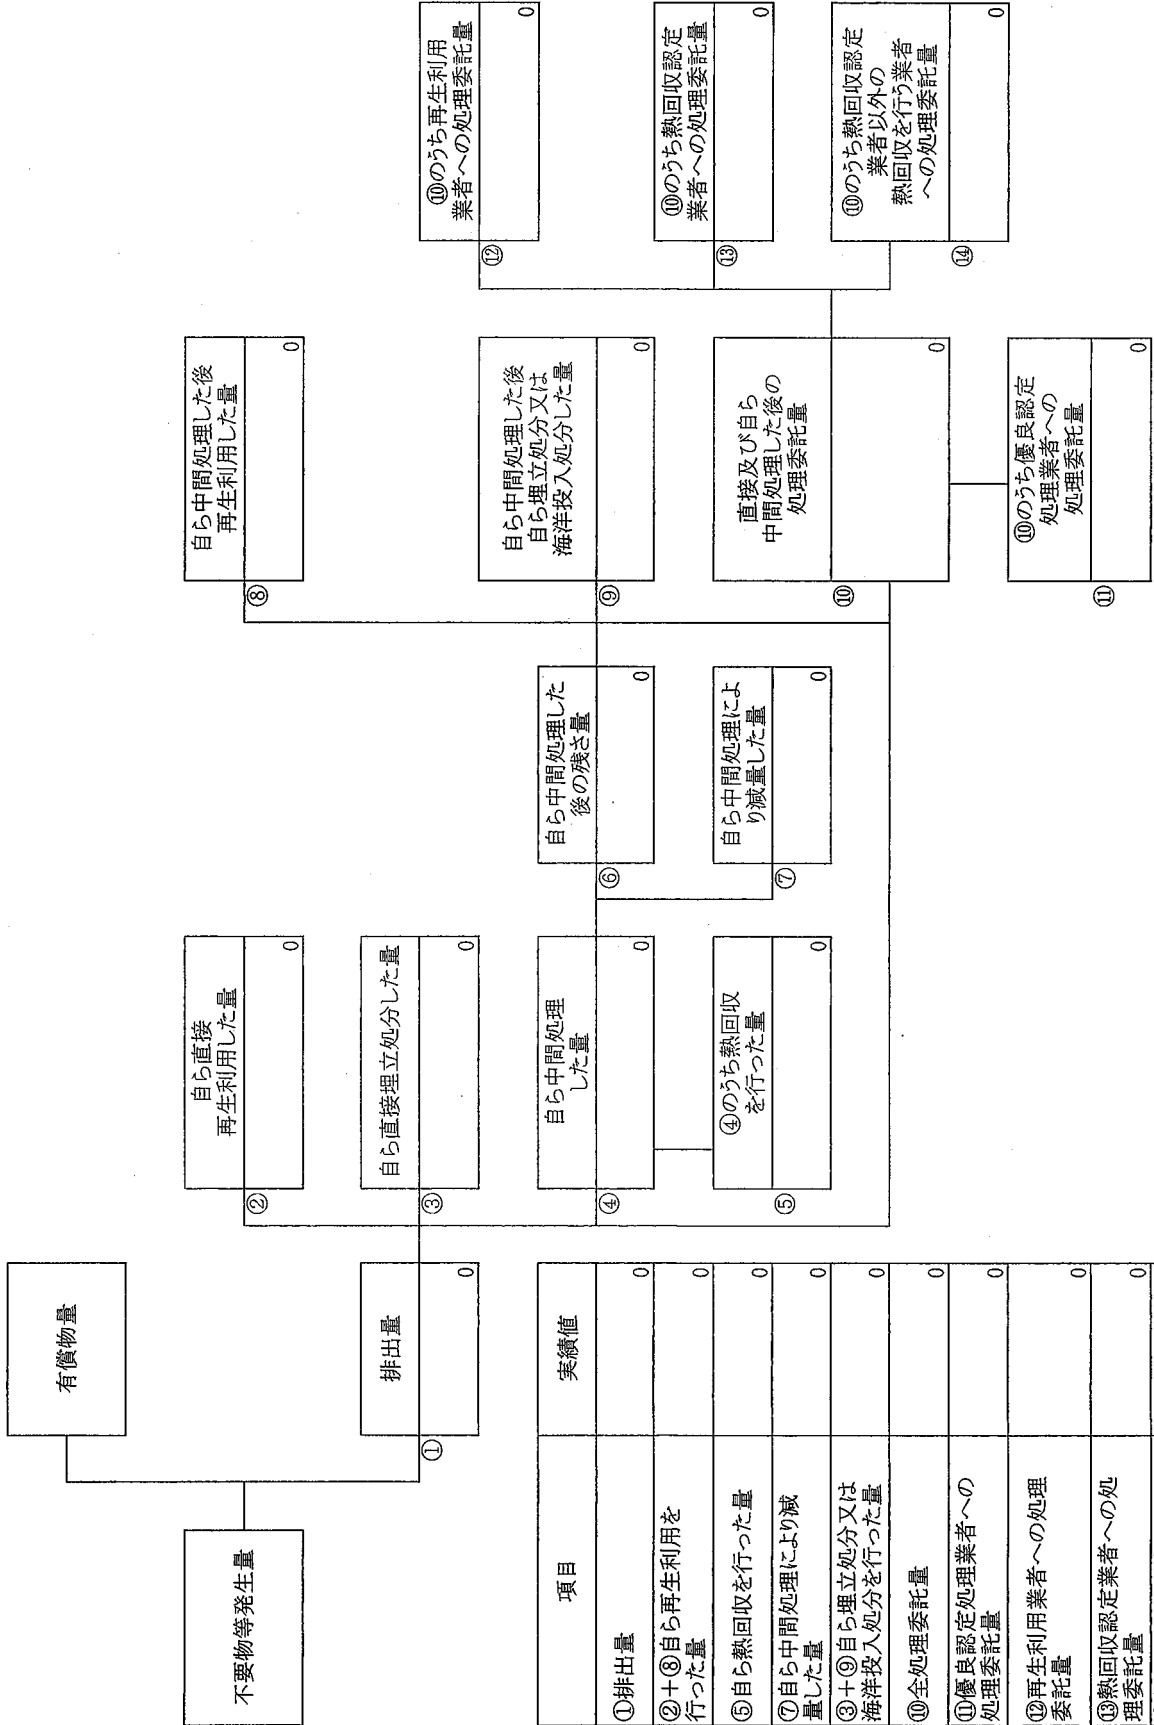 不要物等発生量
有償物量
①
排出量
0
②
自ら直接
再生利用した量
0
③
自ら直接埋立処分した量
0
④
自ら中間処理
した量
0
⑤
④のうち熱回収
を行った量
0
⑥
自ら中間処理した
後の残さ量
0
⑦
自ら中間処理によ
り減量した量
0
⑧
自ら中間処理した後
再生利用した量
0
⑨
自ら中間処理した後
自ら埋立処分又は
海洋投入処分した量
0
⑩
直接及び自ら
中間処理した後の
処理委託量
0
⑪
⑩のうち優良認定
処理業者への
処理委託量
0
⑫
⑩のうち再生利用
業者への処理委託量
0
⑬
⑩のうち熱回収認定
業者への処理委託量
0
⑭
⑩のうち熱回収認定
業者以外の
熱回収を行う業者
への処理委託量
0
項目 実績値
①排出量 0
②+⑧自ら再生利用を
行った量 0
⑤自ら熱回収を行った量 0
⑦自ら中間処理により減
量した量 0
③+⑨自ら埋立処分又は
海洋投入処分を行った量 0
⑩全処理委託量 0
⑪優良認定処理業者への
処理委託量 0
⑫再生利用業者への処理
委託量 0
⑬熱回収認定業者への処
理委託量 0